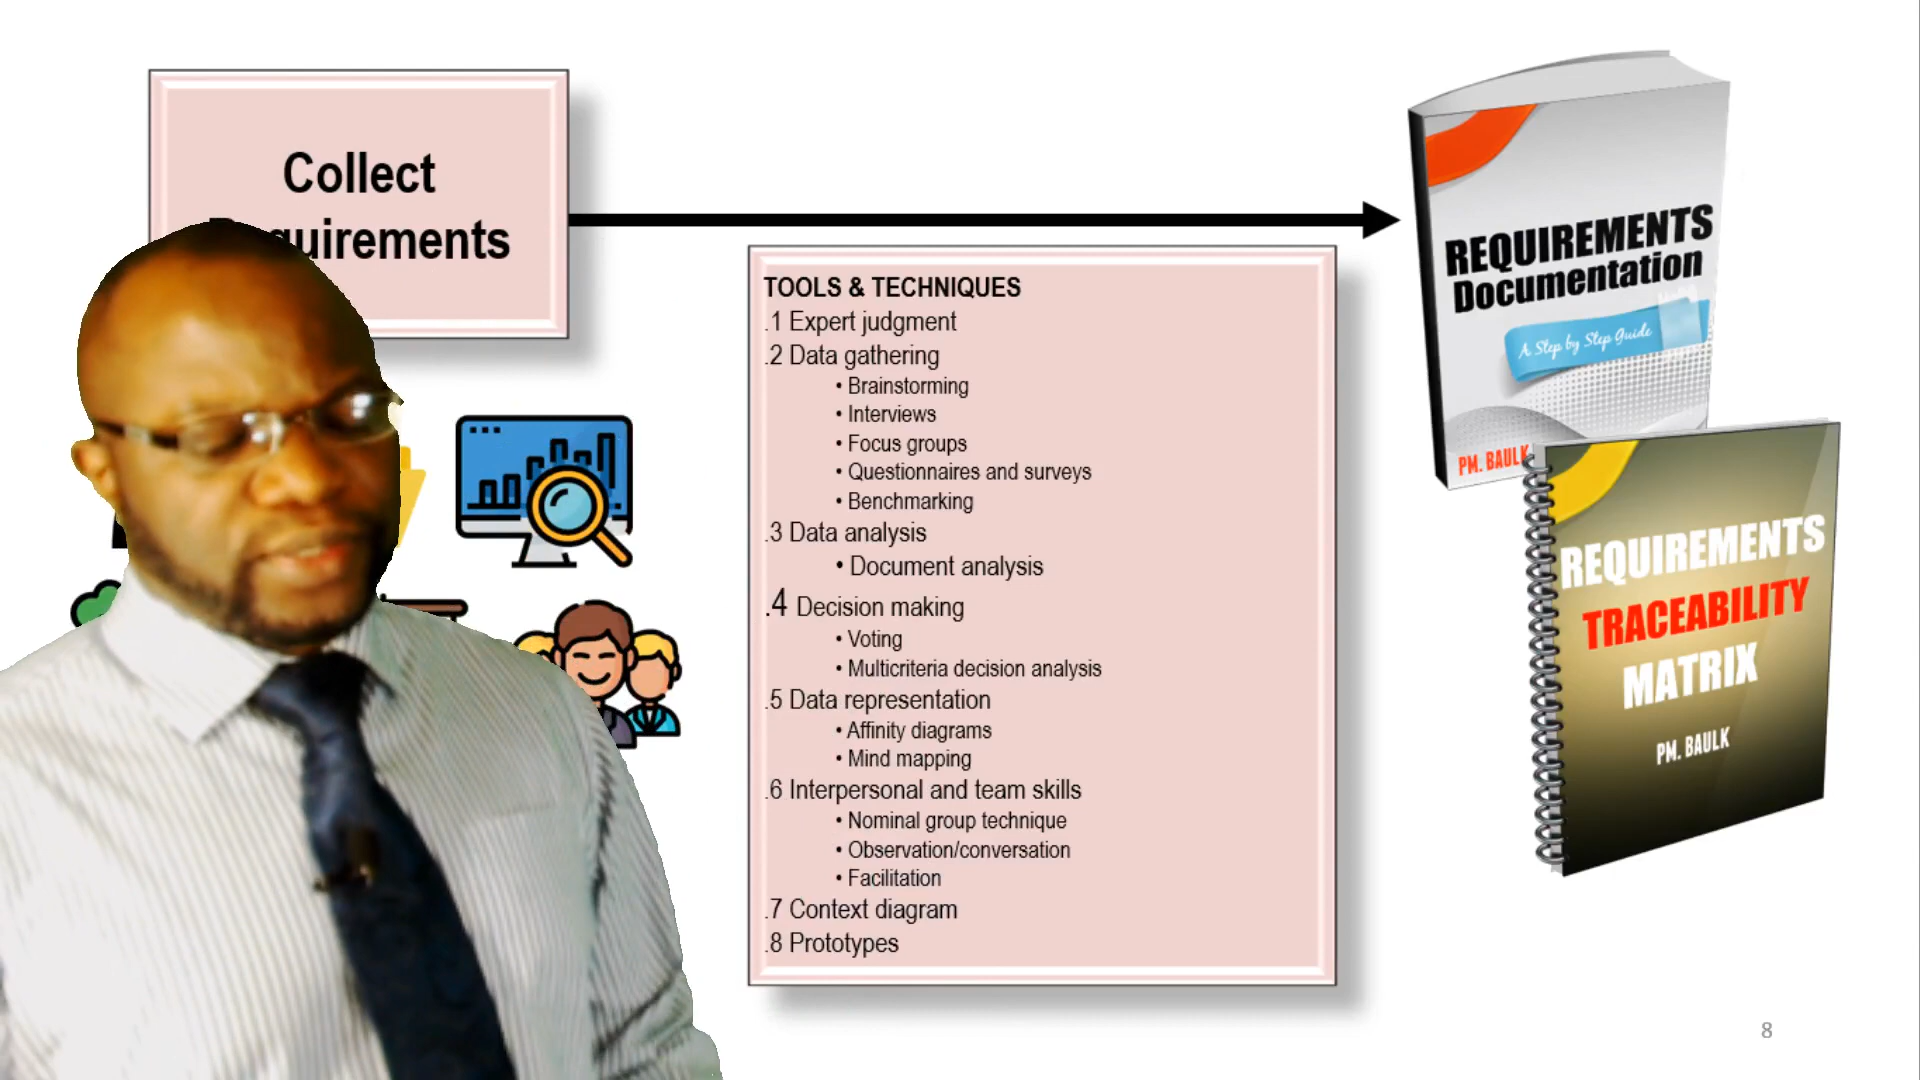 Collect
Requirements
TOOLS & TECHNIQUES
.1 Expert judgment
.2 Data gathering
• Brainstorming
• Interviews
• Focus groups
• Questionnaires and surveys
• Benchmarking
.3 Data analysis
• Document analysis
.4 Decision making
• Voting
• Multicriteria decision analysis
.5 Data representation
• Affinity diagrams
• Mind mapping
.6 Interpersonal and team skills
• Nominal group technique
• Observation/conversation
• Facilitation
.7 Context diagram
.8 Prototypes
REQUIREMENTS
Documentation
A Step by Step Guide
PM. BAULK
REQUIREMENTS
TRACEABILITY
MATRIX
PM. BAULK
8